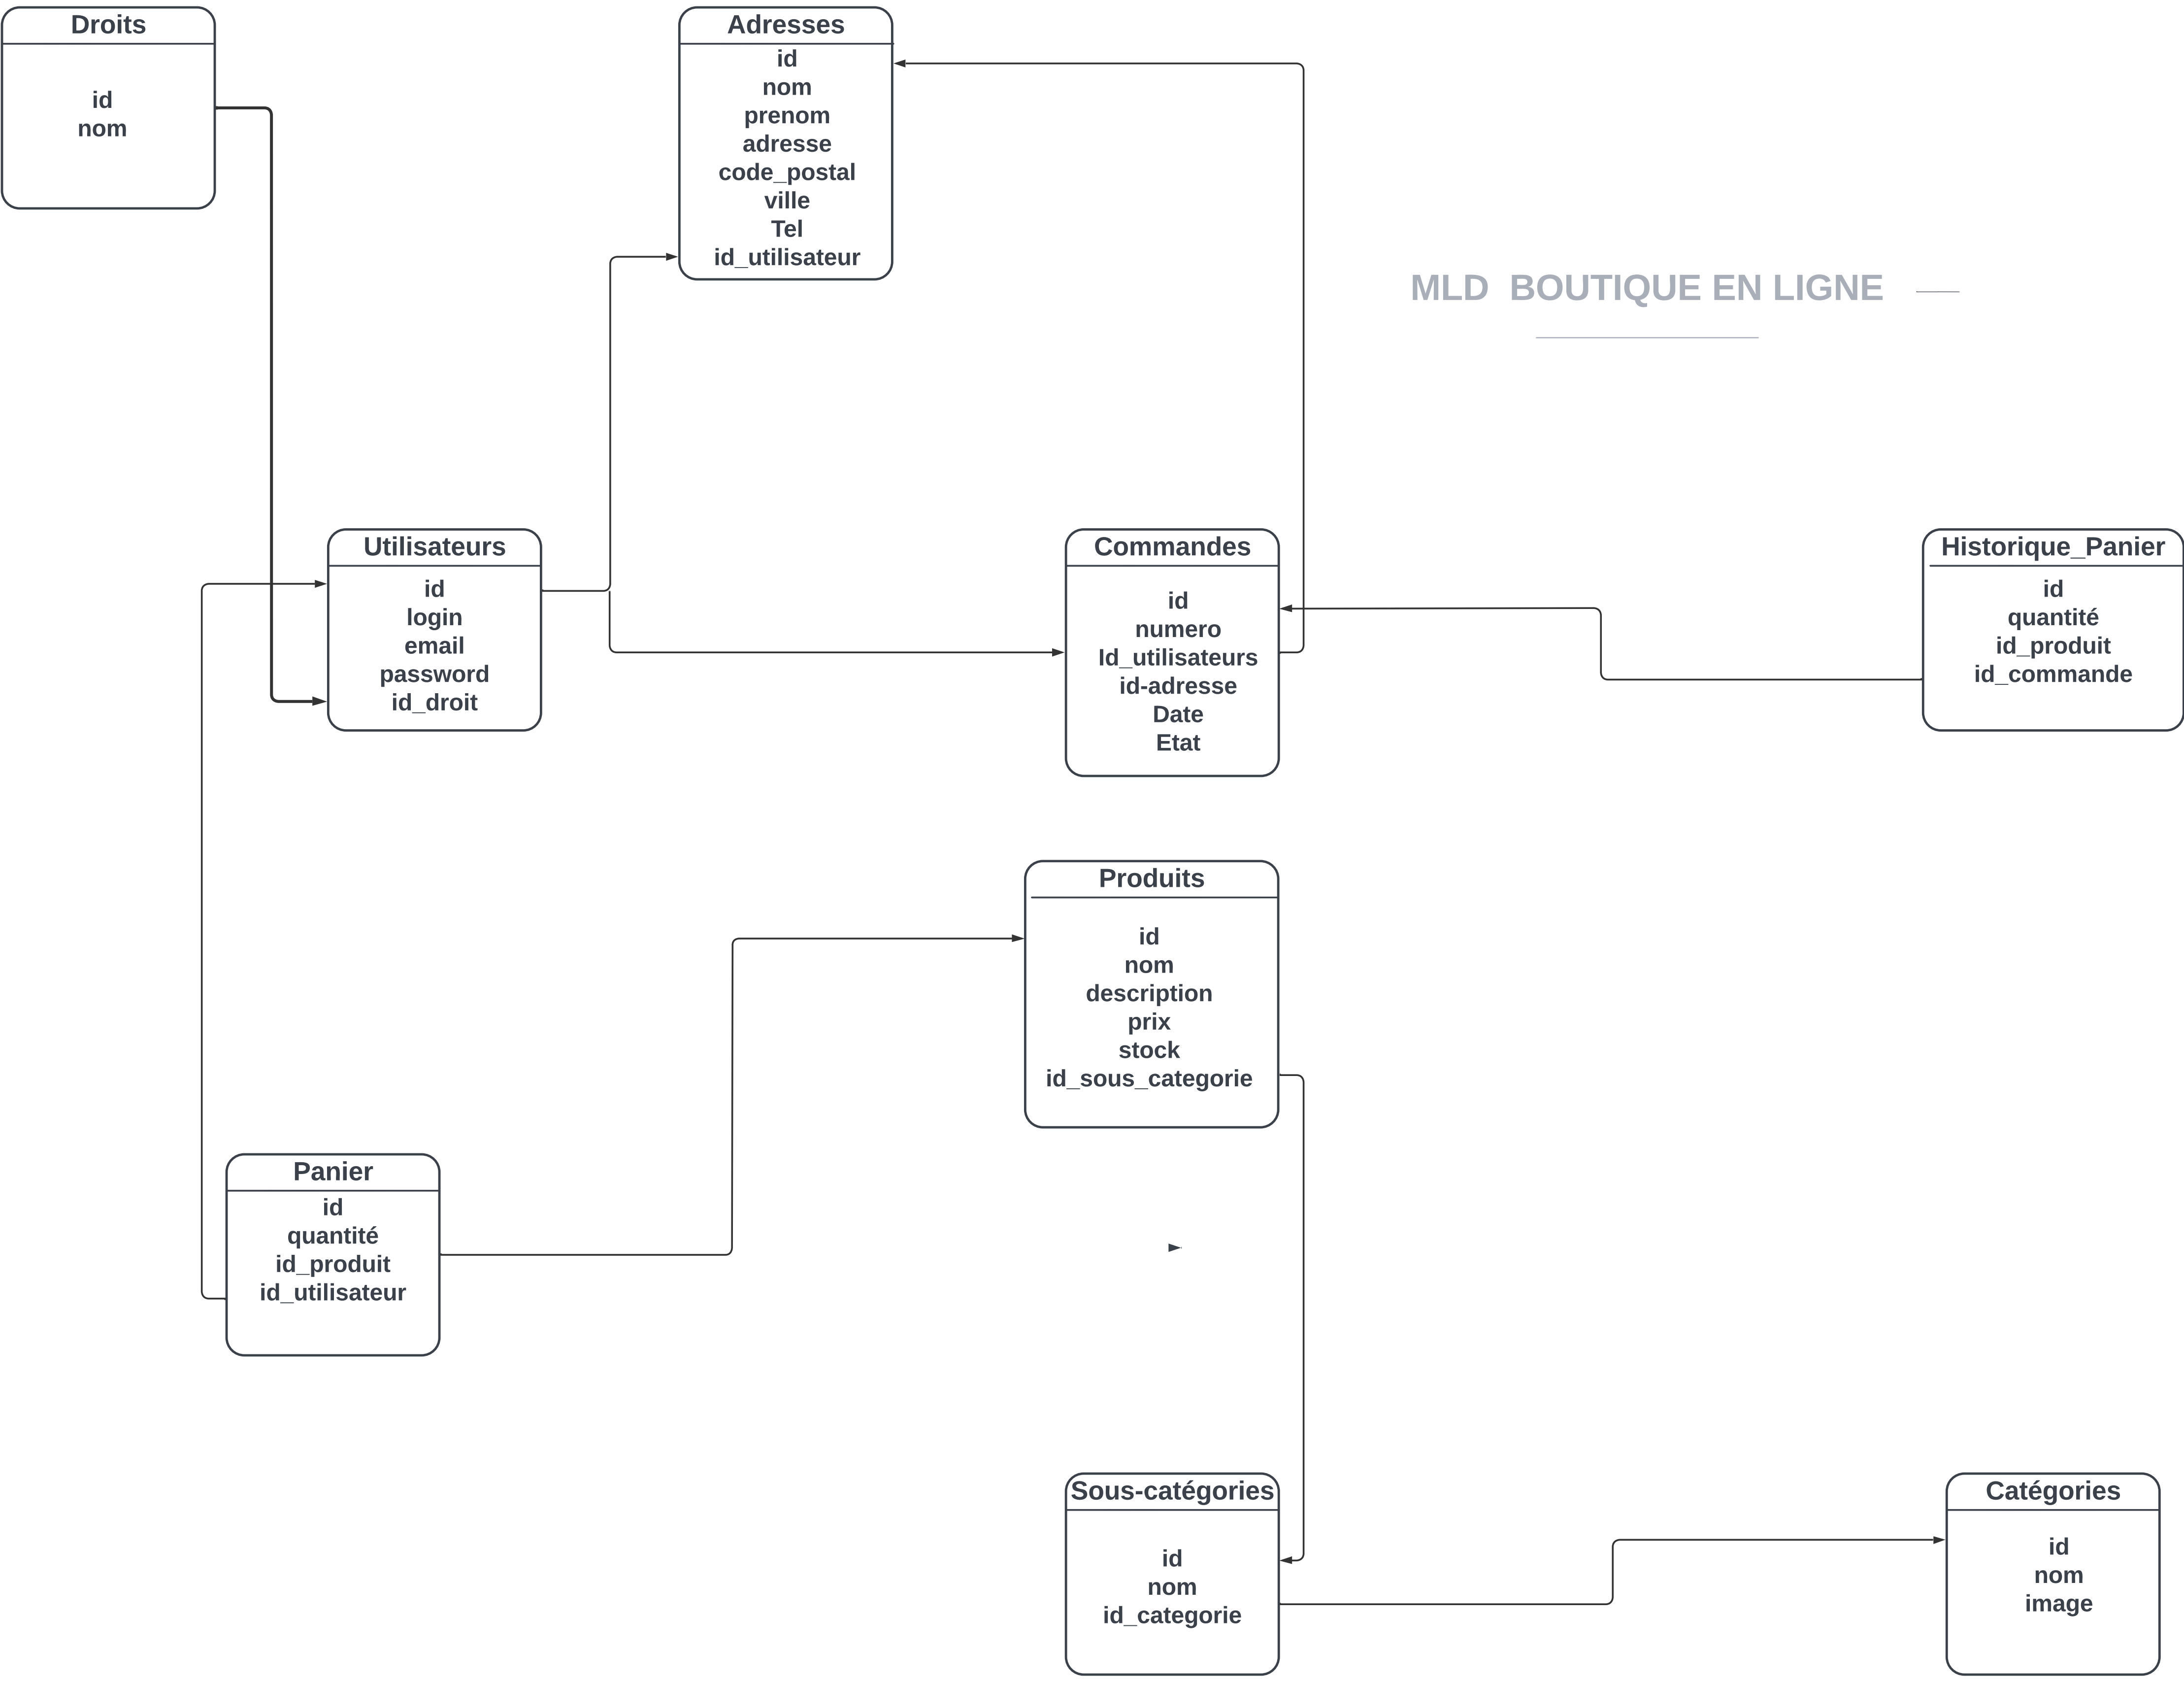 Droits
id
nom
Adresses
id
nom
prenom
adresse
code_postal
ville
Tel
id_utilisateur
MLD  BOUTIQUE EN LIGNE
Utilisateurs
id
login
email
password
id_droit
Commandes
id
numero
Id_utilisateurs
id-adresse
Date
Etat
Historique_Panier
id
quantité
id_produit
id_commande
Produits
id
nom
description
prix
stock
id_sous_categorie
Panier
id
quantité
id_produit
id_utilisateur
Sous-catégories
id
nom
id_categorie
Catégories
id
nom
image